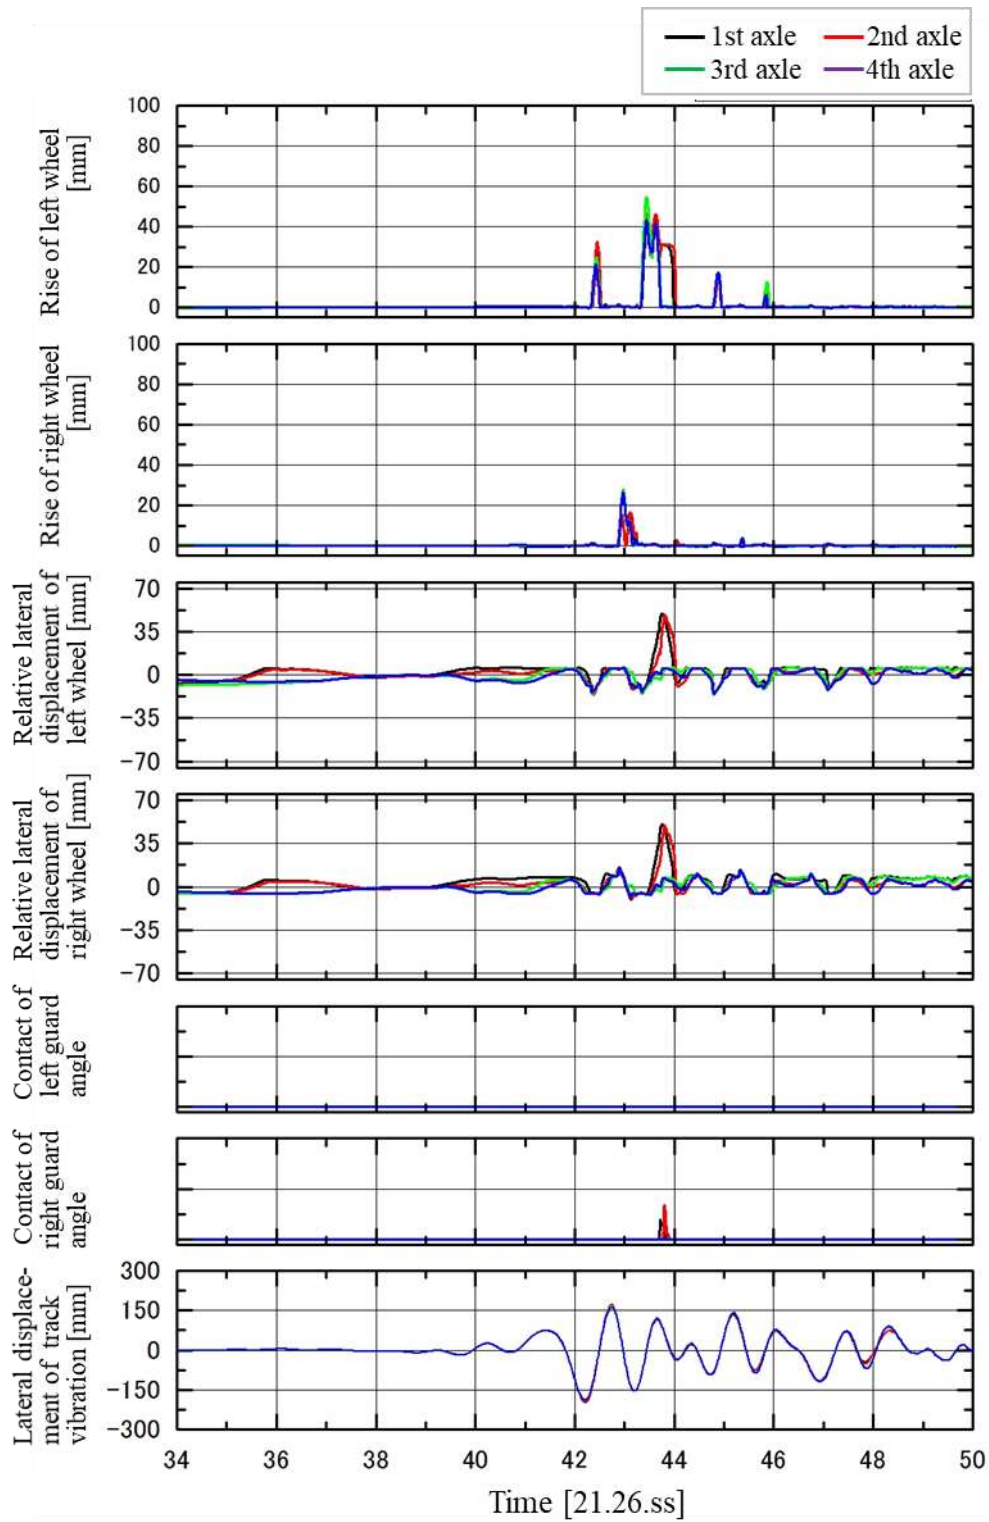 1st axle 2nd axle
3rd axle 4th axle
Rise of left wheel
[mm]
100
80
60
40
20
0
Rise of right wheel
[mm]
100
80
60
40
20
0
Relative lateral
displacement of
left wheel [mm]
70
35
0
−35
−70
Relative lateral
displacement of
right wheel [mm]
70
35
0
−35
−70
Contact of
left guard
angle
Contact of
right guard
angle
Lateral displace-
ment of track
vibration [mm]
300
150
0
−150
−300
34 36 38 40 42 44 46 48 50
Time [21.26.ss]